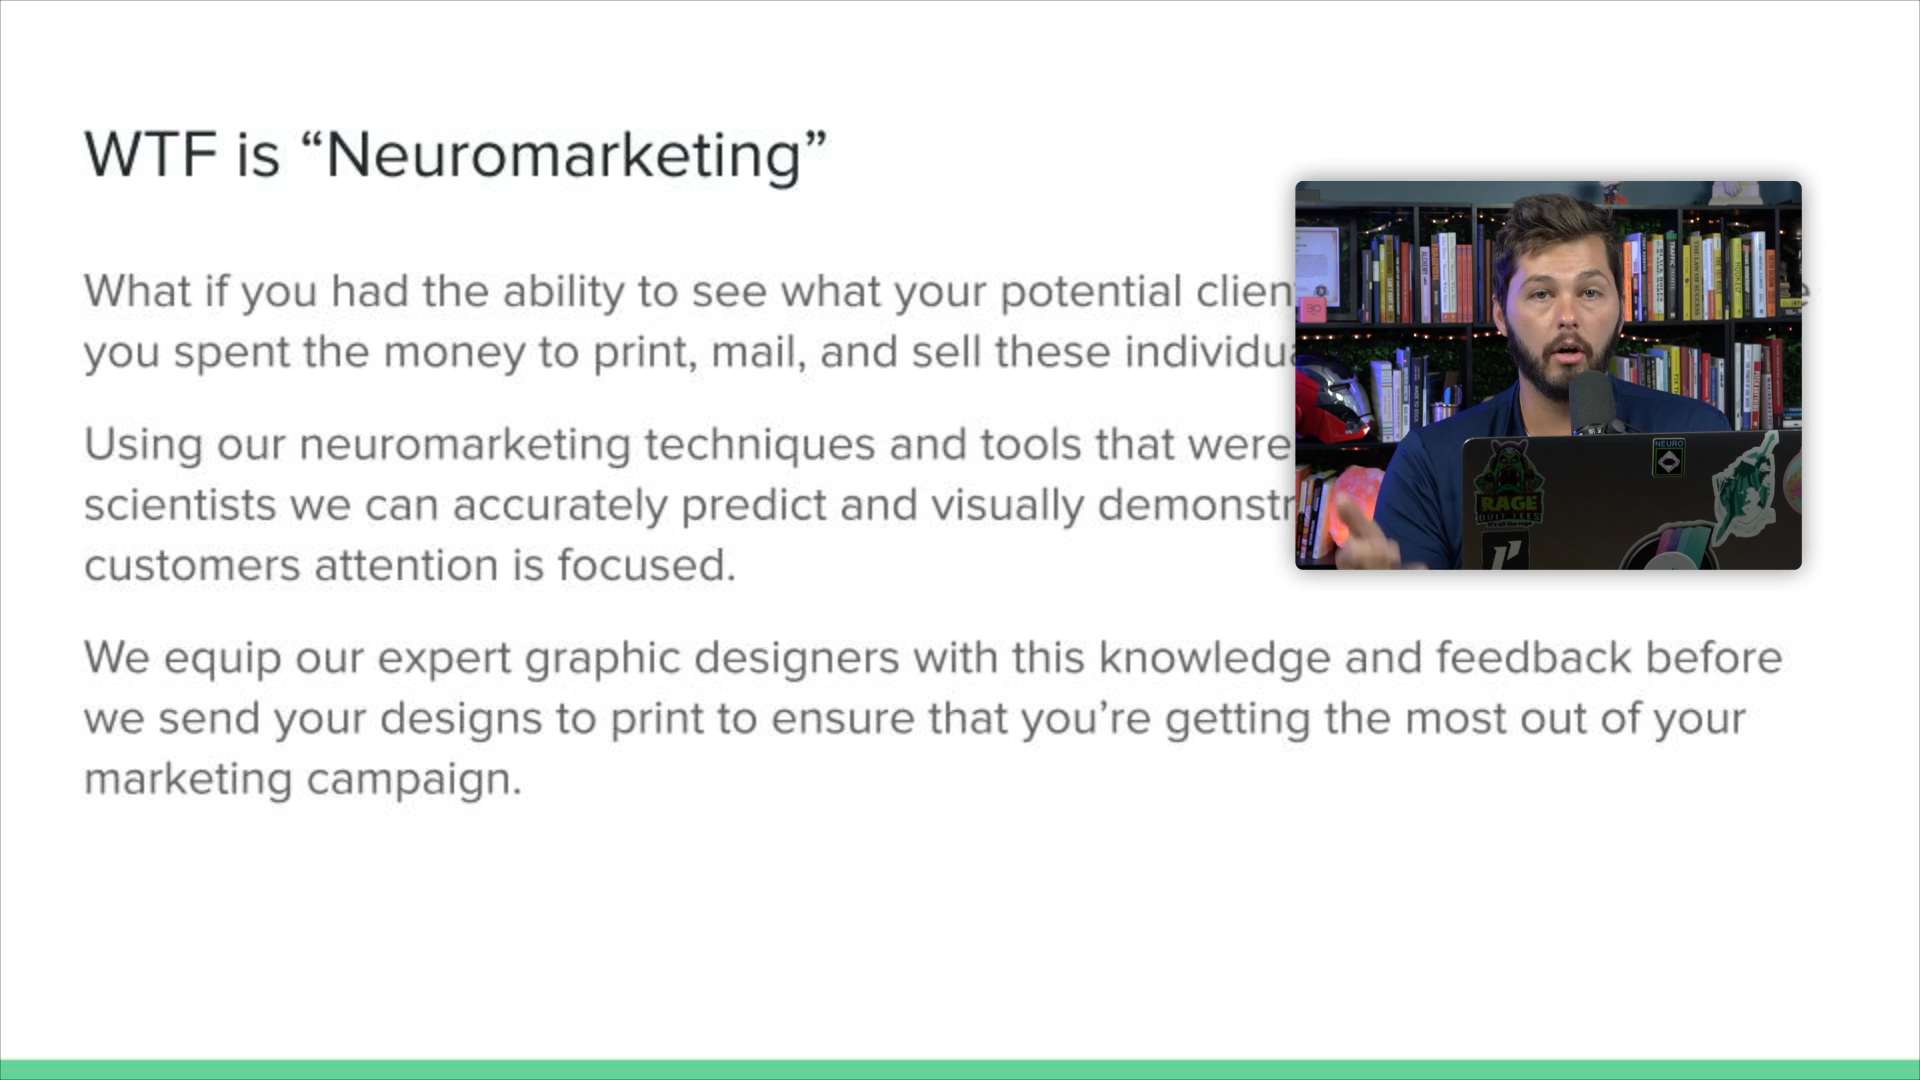 WTF is “Neuromarketing”
What if you had the ability to see what your potential
you spent the money to print, mail, and sell these
Using our neuromarketing techniques and tools that were
scientists we can accurately predict and visually
customers attention is focused.
We equip our expert graphic designers with this knowledge and feedback before
we send your designs to print to ensure that you’re getting the most out of your
marketing campaign.
NEURO
RAGE
QUIT TEES